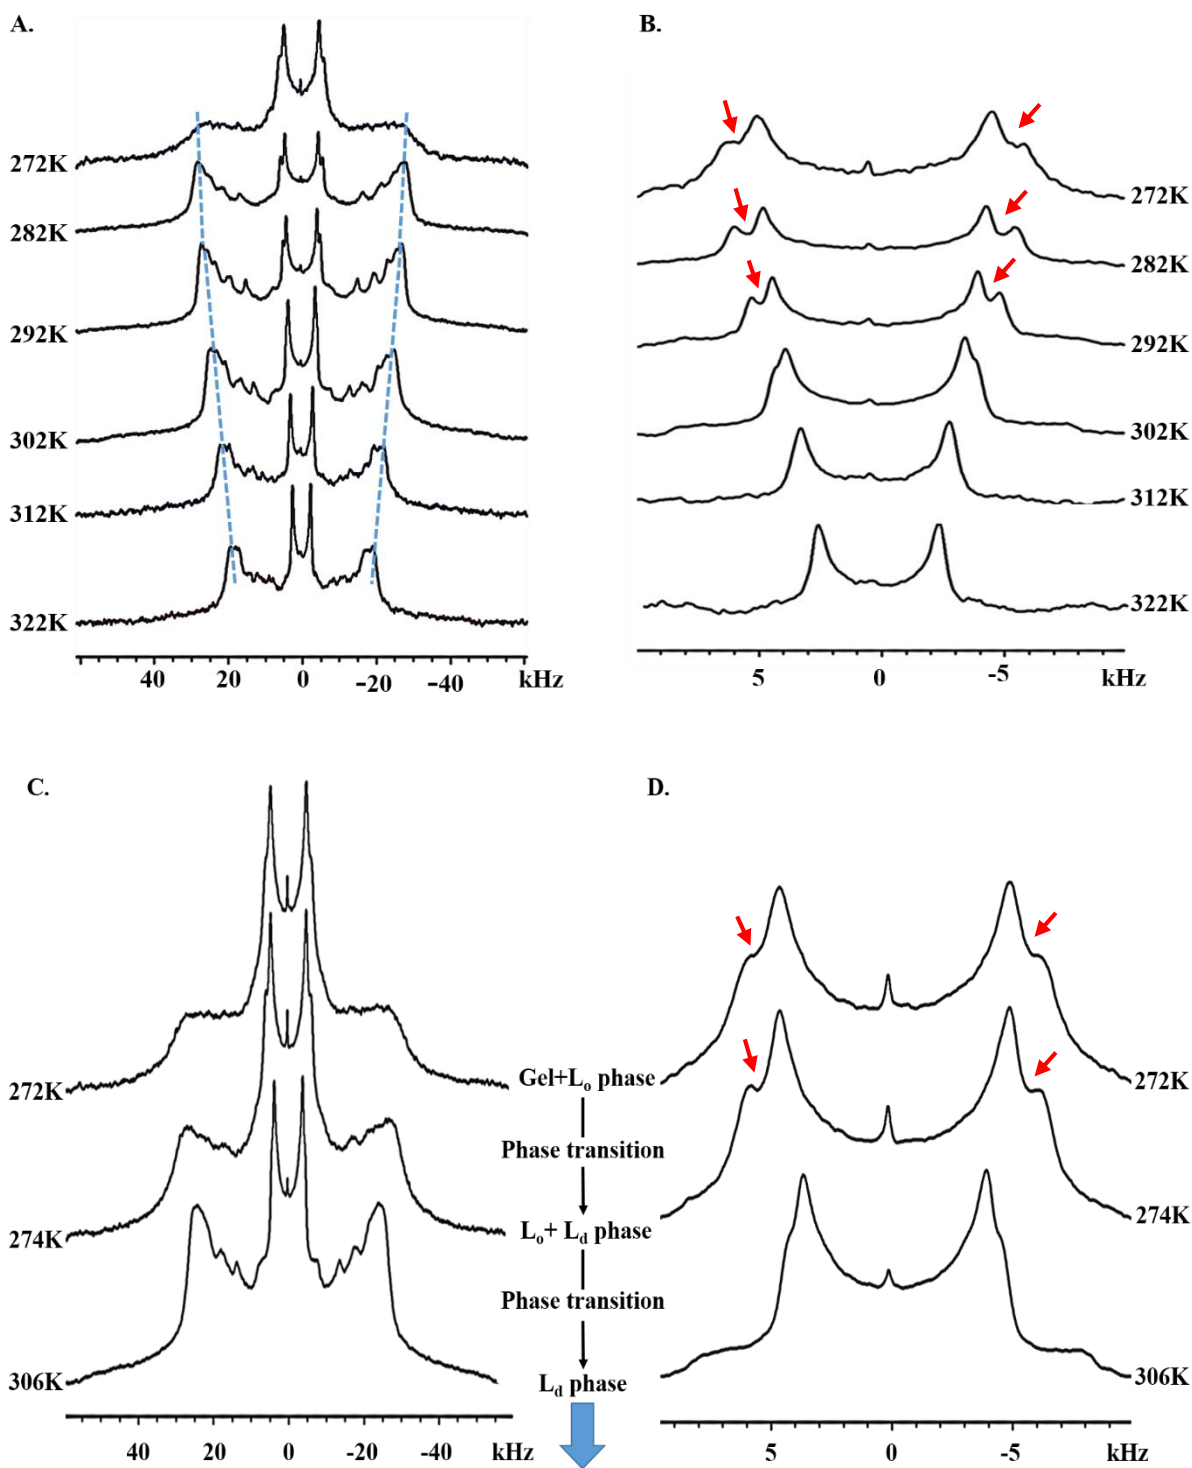 A.
272K
282K
292K
302K
312K
322K
40 20 0 -20 -40 kHz
B.
272K
282K
292K
302K
312K
322K
5 0 -5 kHz
C.
272K
274K
306K
40 20 0 -20 -40 kHz
Gel+Lo phase
Phase transition
Lo+ Ld phase
Phase transition
Ld phase
D.
272K
274K
306K
5 0 -5 kHz